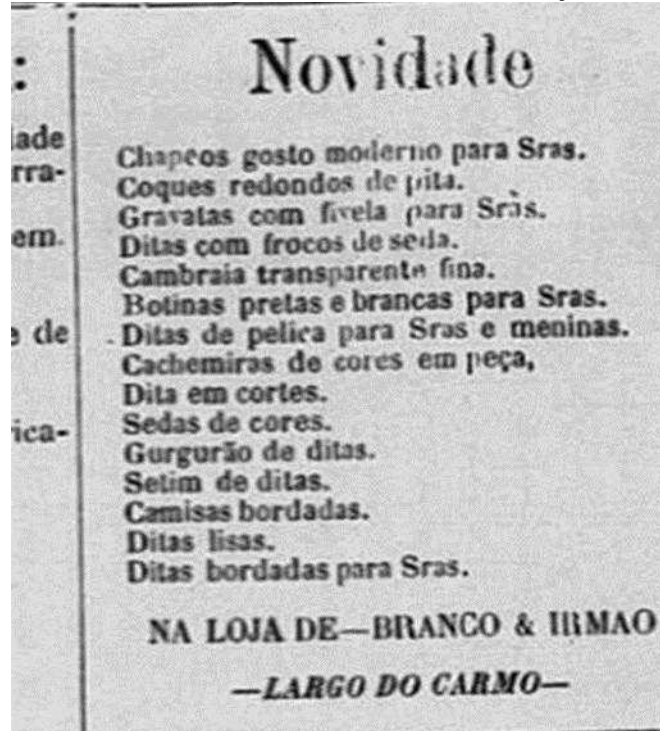 :
ade
rra-
em.
e de
rica-
Novidade
Chapeos gosto moderno para Sras.
Coques redondos de pita.
Gravatas com fivela para Sras.
Ditas com frocos de seda.
Cambraia transparente fina.
Botinas pretas e brancas para Sras.
Ditas de pelica para Sras e meninas.
Cachemiras de cores em peça,
Dita em cortes.
Sedas de cores.
Gurgurão de ditas.
Setim de ditas.
Camisas bordadas.
Ditas lisas.
Ditas bordadas para Sras.
NA LOJA DE—BRANCO & IRMAO
—LARGO DO CARMO—